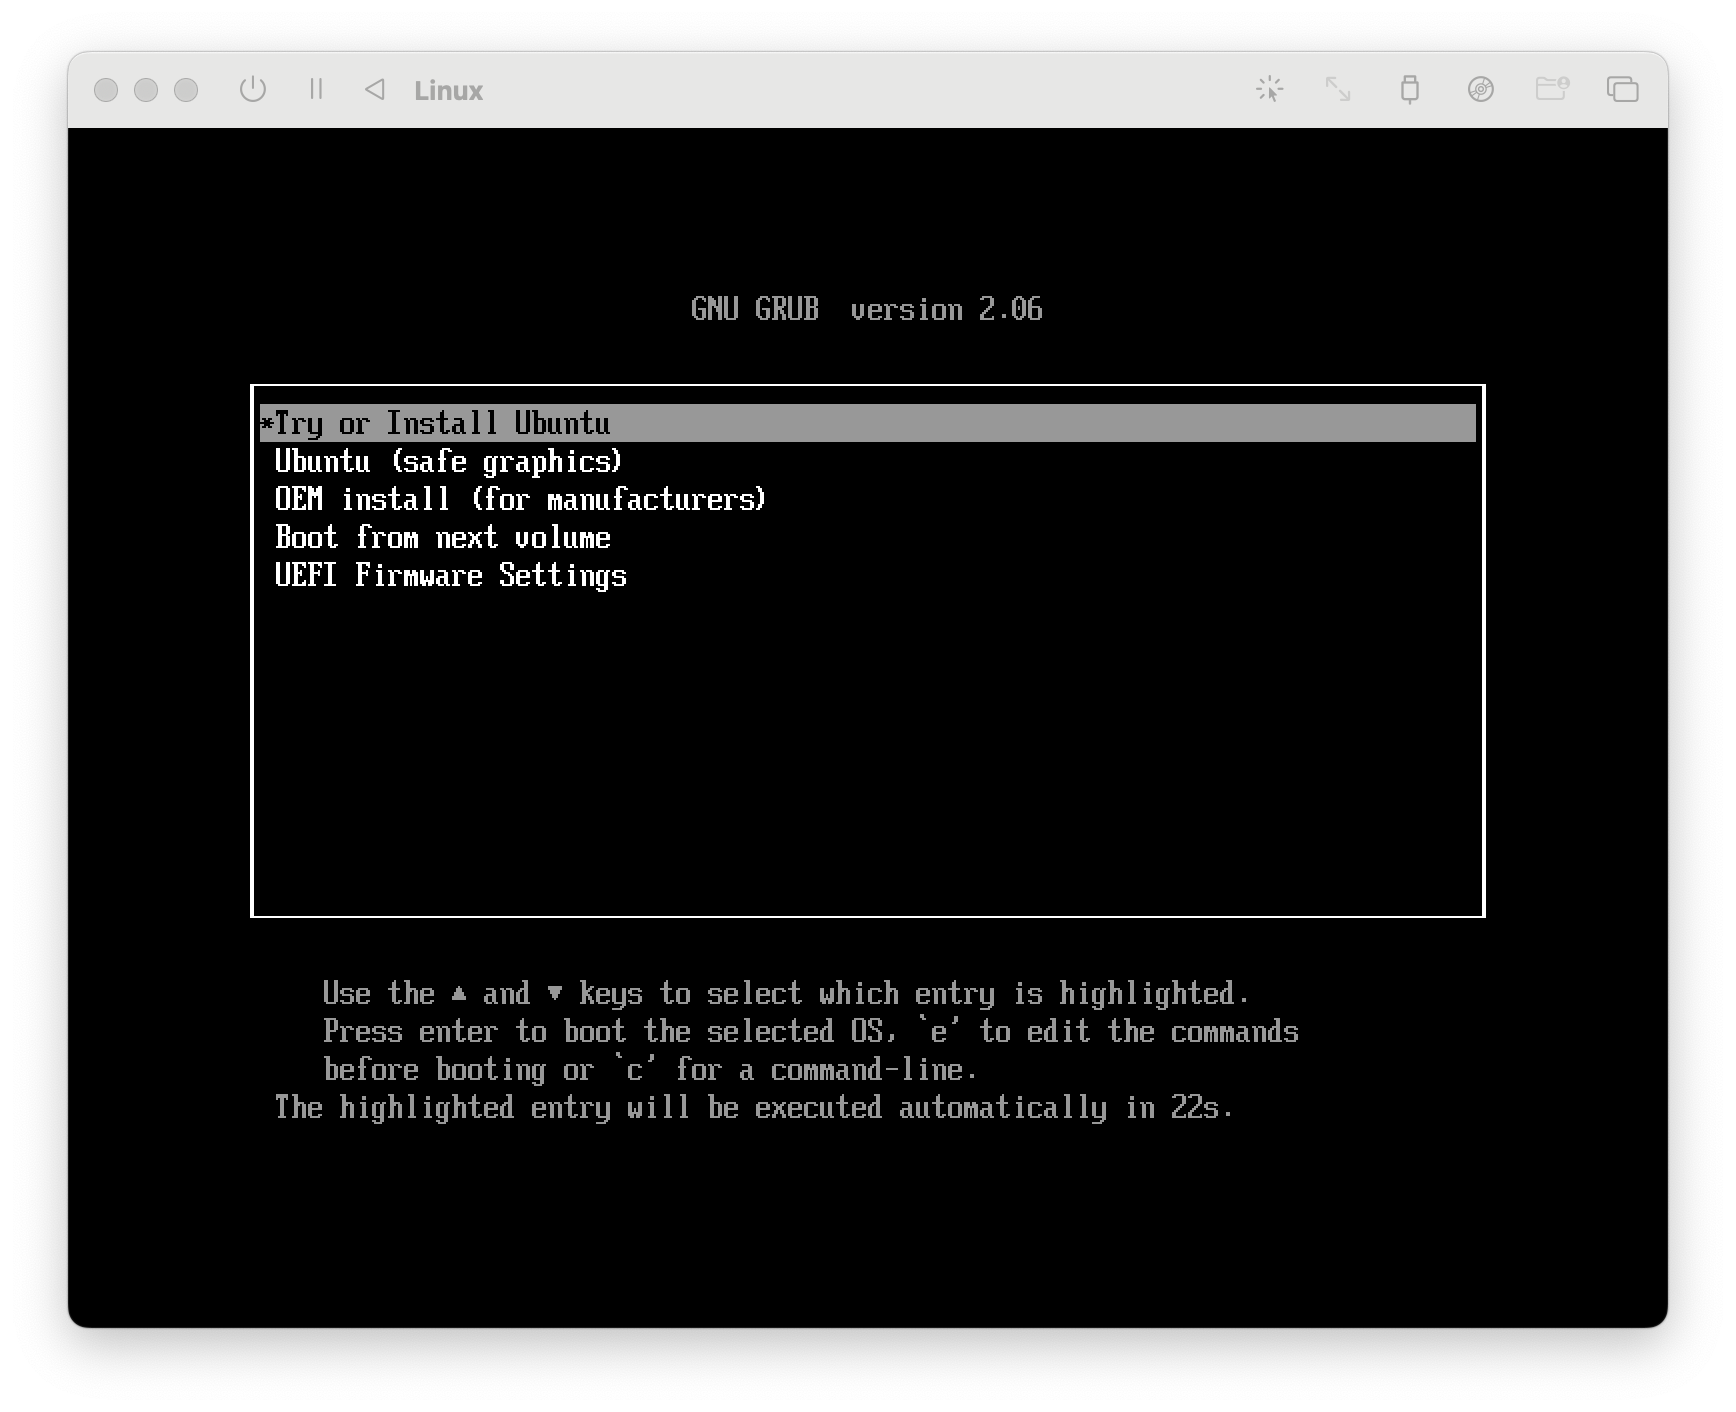 Linux
GNU GRUB  version 2.06
*Try or Install Ubuntu
Ubuntu (safe graphics)
OEM install (for manufacturers)
Boot from next volume
UEFI Firmware Settings
Use the ▲ and ▼ keys to select which entry is highlighted.
Press enter to boot the selected OS, `e' to edit the commands
before booting or `c' for a command-line.
The highlighted entry will be executed automatically in 22s.